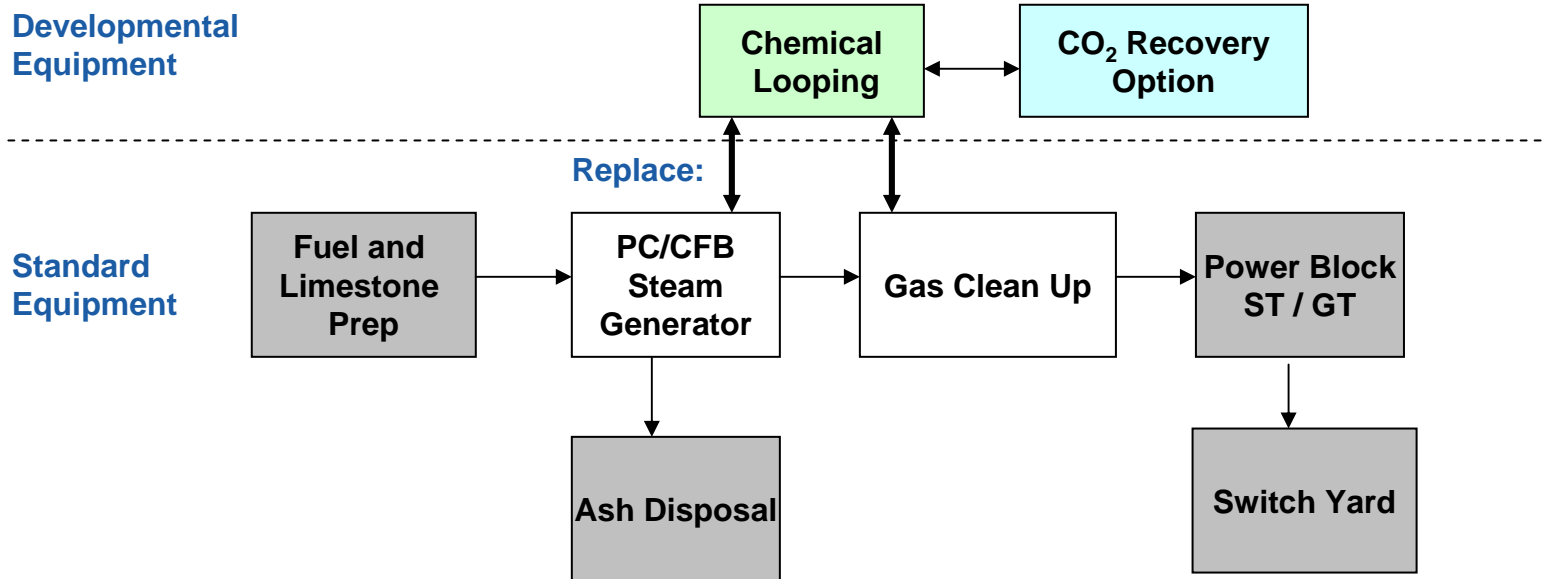 Developmental
Equipment
Chemical
Looping
CO₂ Recovery
Option
Replace:
Standard
Equipment
Fuel and
Limestone
Prep
PC/CFB
Steam
Generator
Gas Clean Up
Power Block
ST / GT
Ash Disposal
Switch Yard